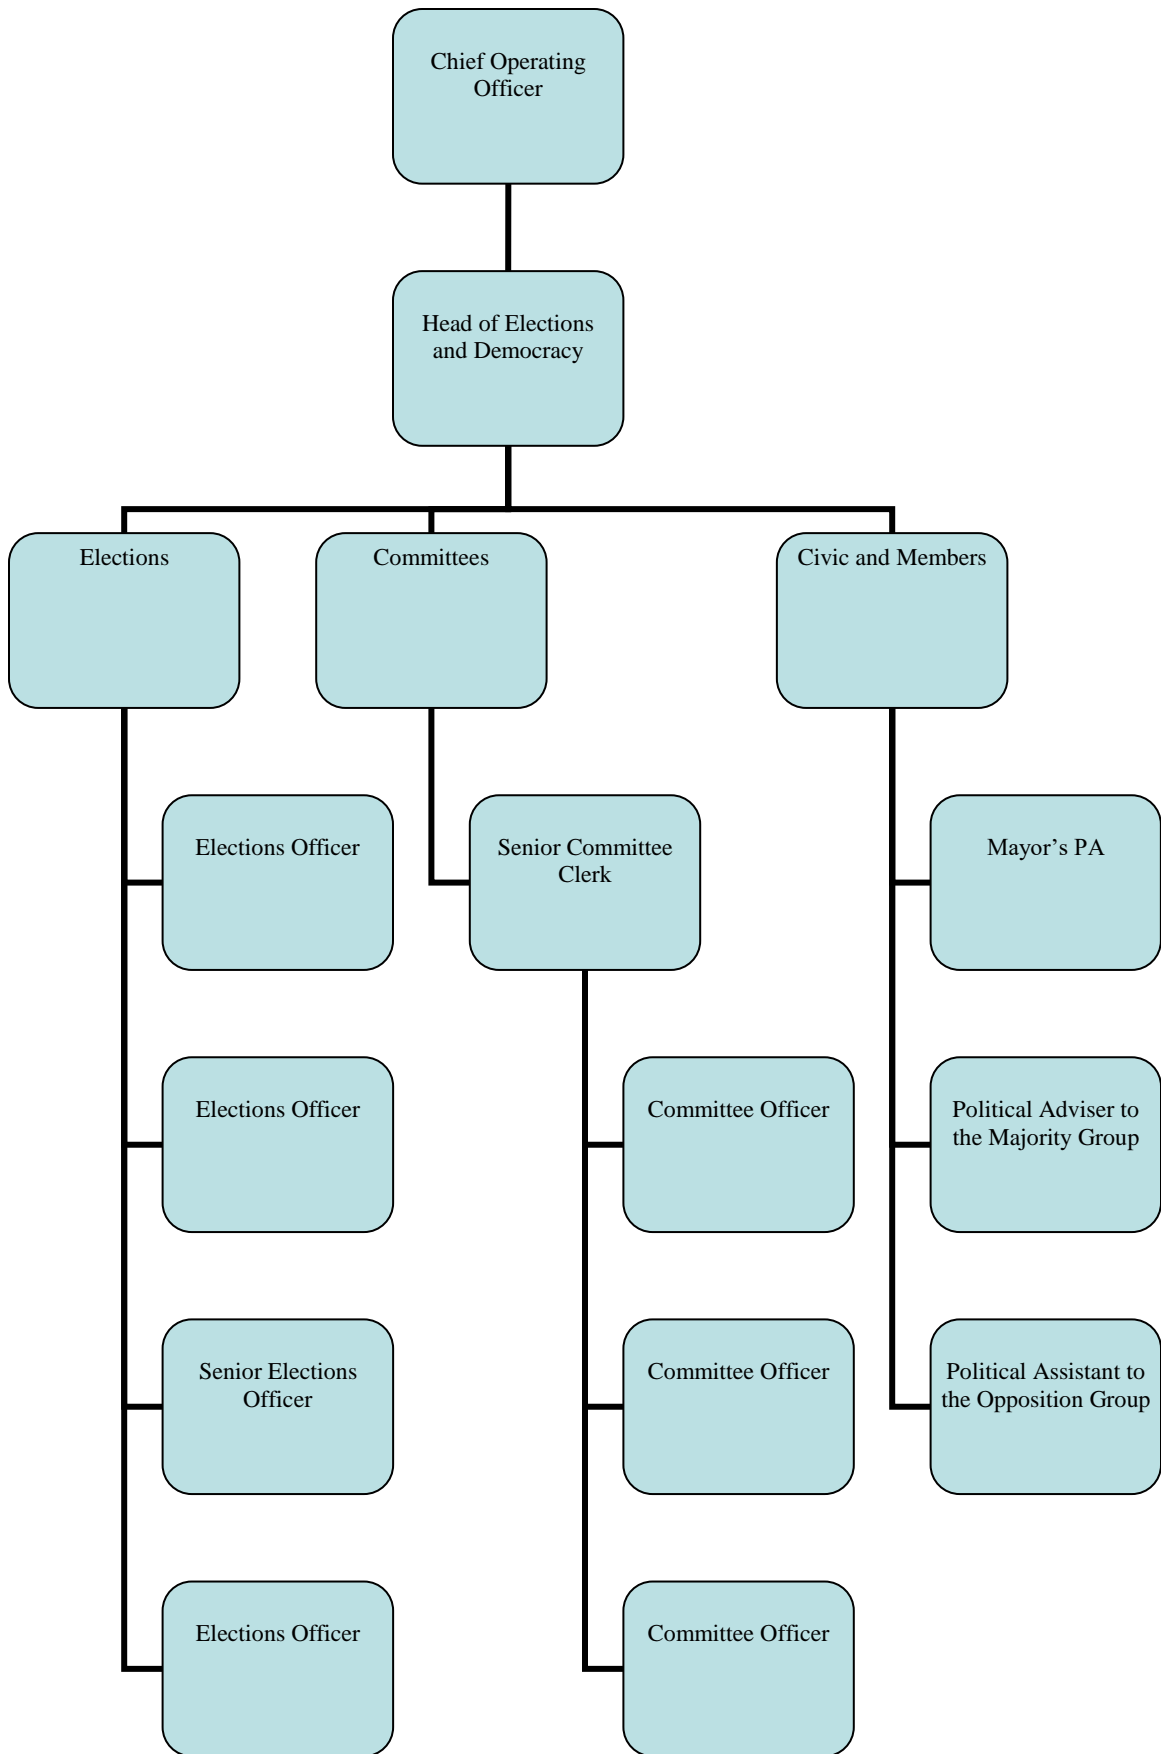 Chief Operating
Officer
Head of Elections
and Democracy
Elections
Committees
Civic and Members
Elections Officer
Senior Committee
Clerk
Mayor’s PA
Elections Officer
Committee Officer
Political Adviser to
the Majority Group
Senior Elections
Officer
Committee Officer
Political Assistant to
the Opposition Group
Elections Officer
Committee Officer